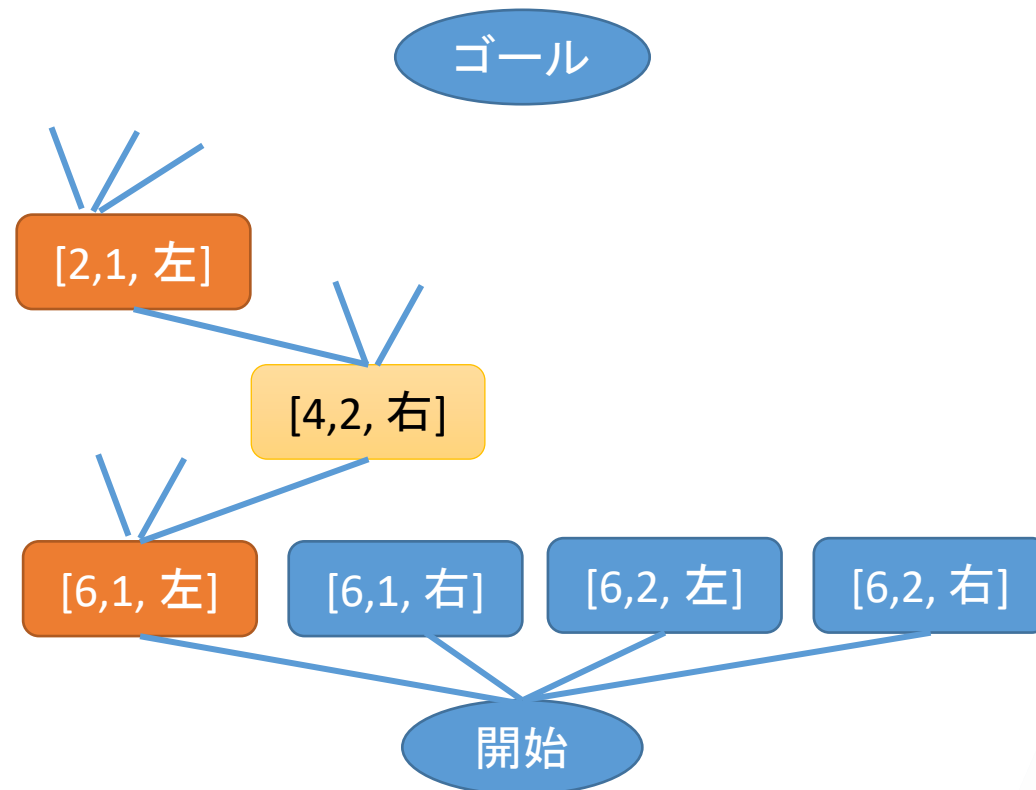 ゴール
[2,1, 左]
[4,2, 右]
[6,1, 左]
[6,1, 右]
[6,2, 左]
[6,2, 右]
開始